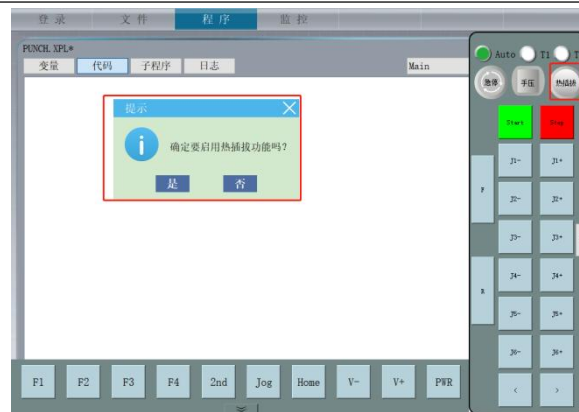 登录 文件 程序 监控
PUNCH.XPL*
变量 代码 子程序 日志 Main
Auto T1 T
急停 手压 热插拔
提示
确定要启用热插拔功能吗?
是 否
Start Stop
J1- J1+
P
J2- J2+
J3- J3+
J4- J4+
J5- J5+
J6- J6+
< >
F1 F2 F3 F4 2nd Jog Home V- V+ PWR